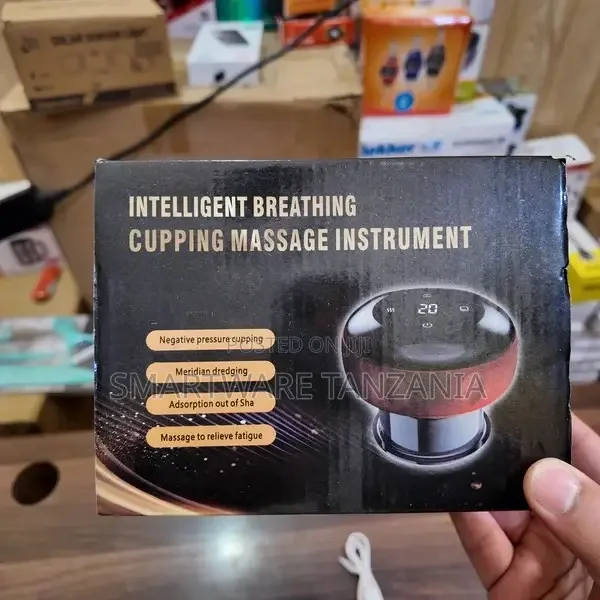 INTELLIGENT BREATHING
CUPPING MASSAGE INSTRUMENT
20
Negative pressure cupping
Meridian dredging
Adsorption out of Sha
Massage to relieve fatigue
POSTED ON JIJI
SMARTWARE TANZANIA